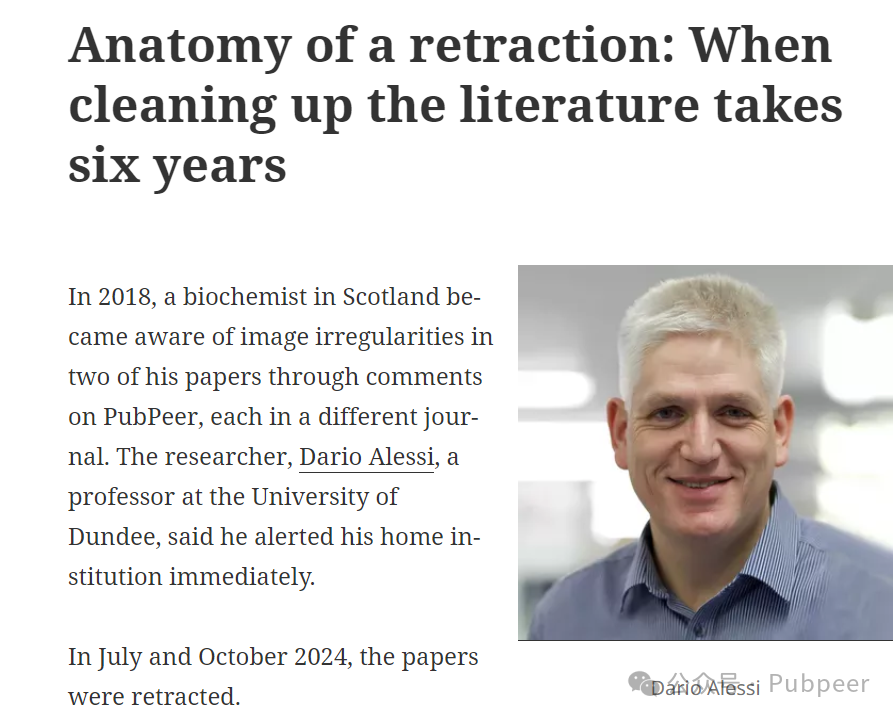 Anatomy of a retraction: When
cleaning up the literature takes
six years
In 2018, a biochemist in Scotland be-
came aware of image irregularities in
two of his papers through comments
on PubPeer, each in a different jour-
nal. The researcher, Dario Alessi, a
professor at the University of
Dundee, said he alerted his home in-
stitution immediately.
In July and October 2024, the papers
were retracted.
Dario Alessi
公众号 · Pubpeer